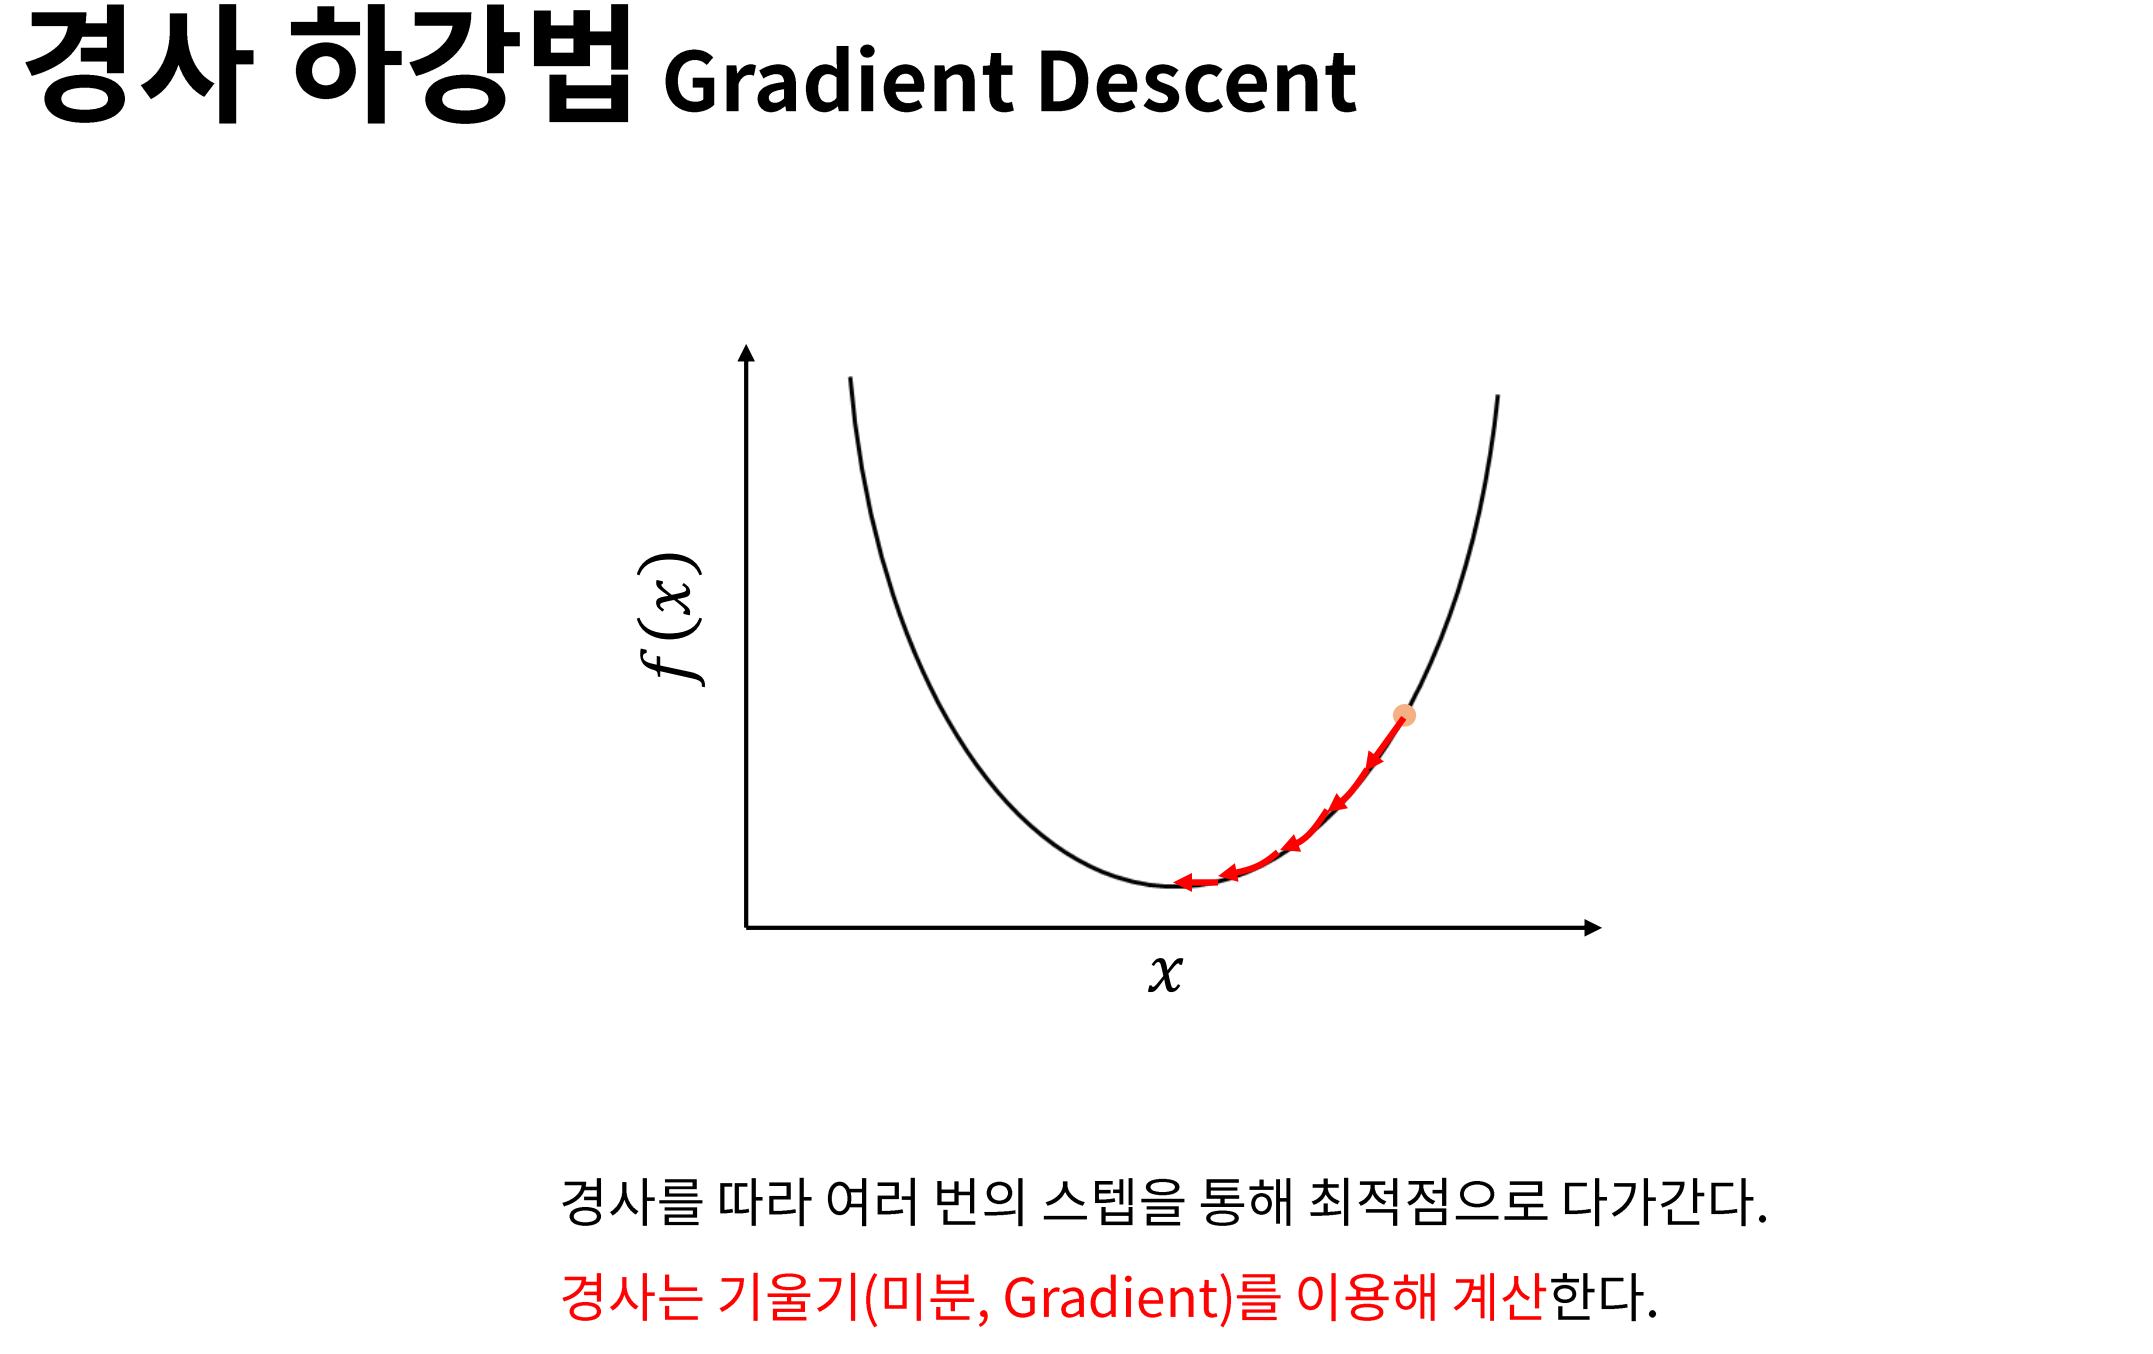 경사 하강법 Gradient Descent
f(x)
x
경사를 따라 여러 번의 스텝을 통해 최적점으로 다가간다.
경사는 기울기(미분, Gradient)를 이용해 계산한다.